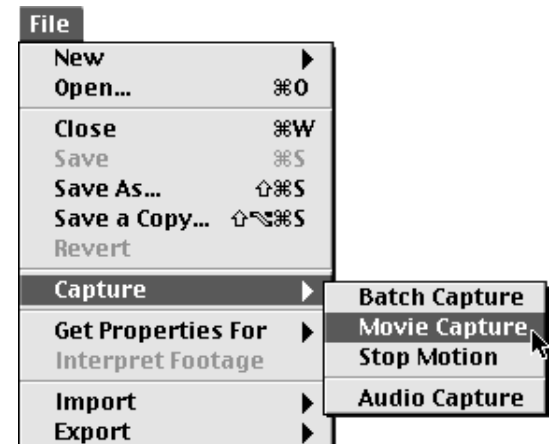 File
New
Open... ⌘O
Close ⌘W
Save ⌘S
Save As... ⇧⌘S
Save a Copy... ⇧⌥⌘S
Revert
Capture
Batch Capture
Movie Capture
Stop Motion
Audio Capture
Get Properties For
Interpret Footage
Import
Export